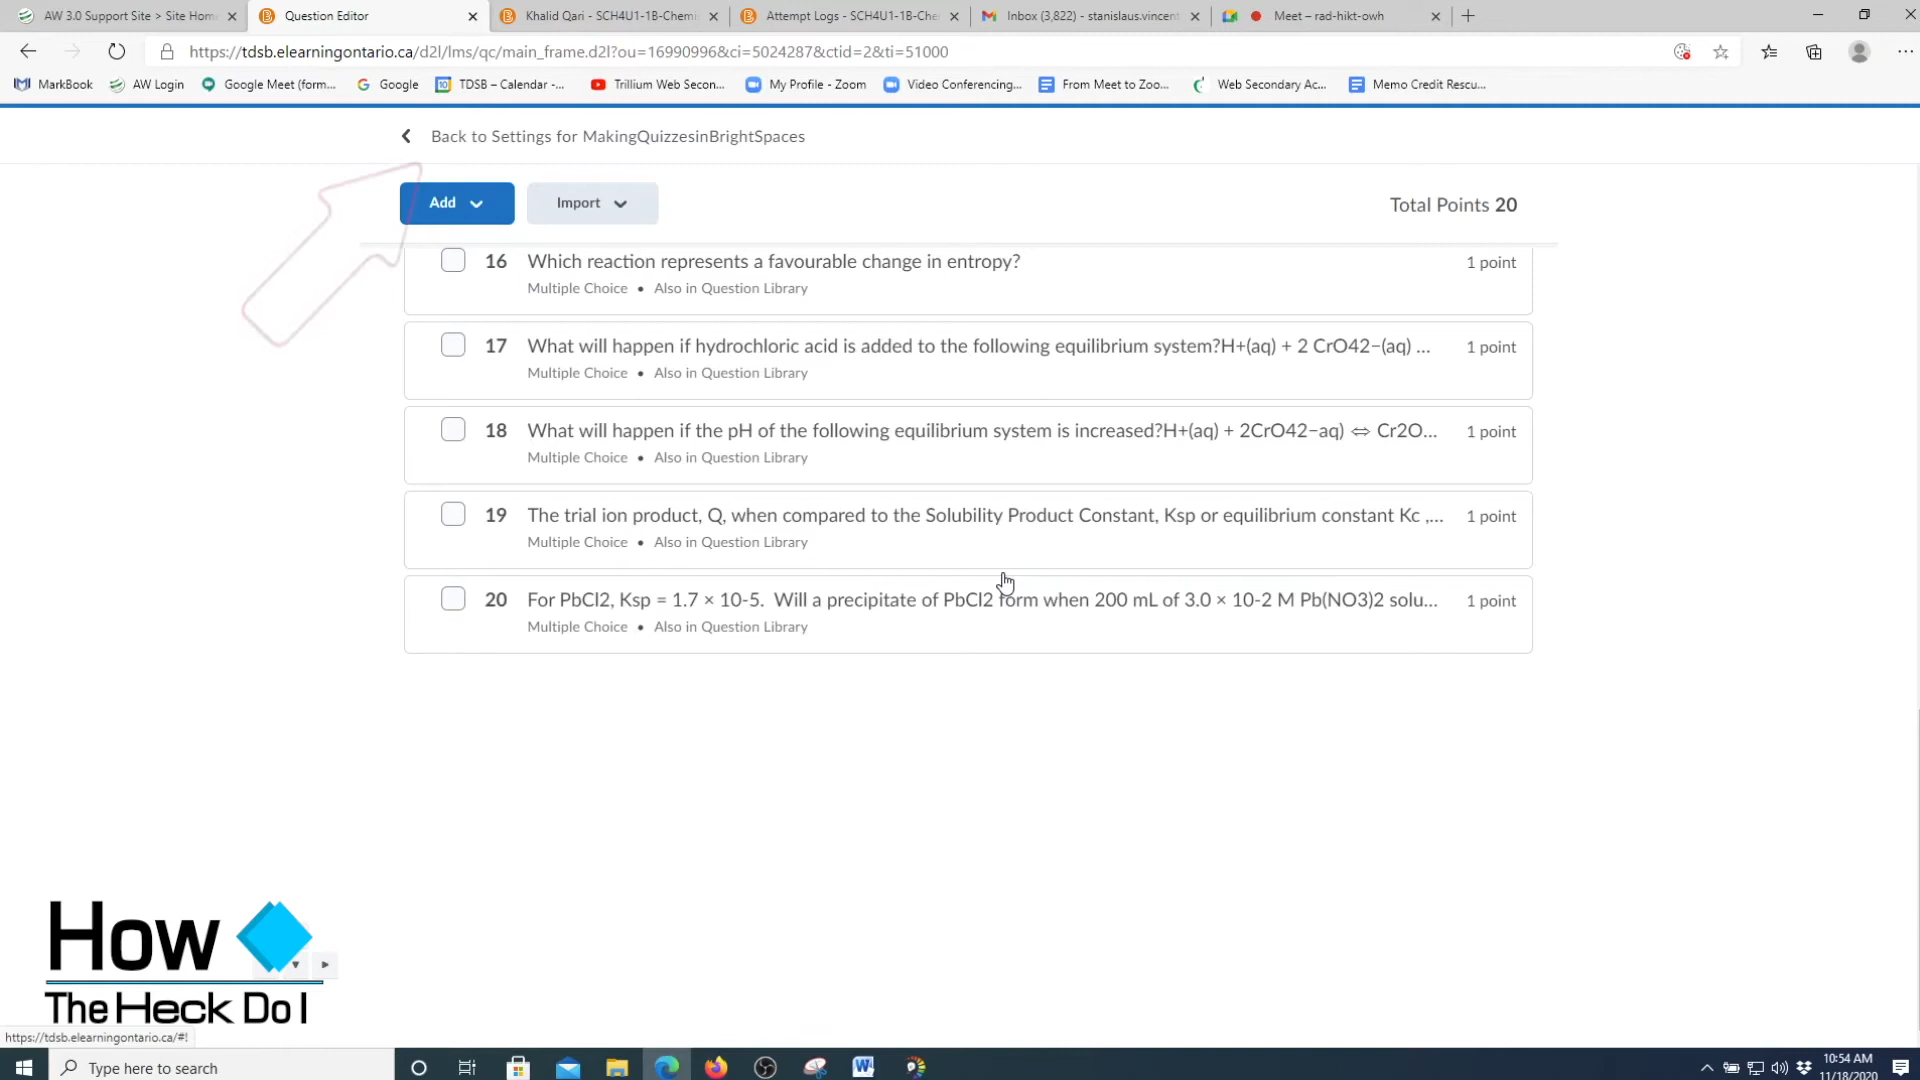 AW 3.0 Support Site > Site Home
Question Editor
Khalid Qari - SCH4U1-1B-Chemi
Attempt Logs - SCH4U1-1B-Che
Inbox (3,822) - stanislaus.vincent
Meet – rad-hikt-owh
https://tdsb.elearningontario.ca/d2l/lms/qc/main_frame.d2l?ou=16990996&ci=5024287&ctid=2&ti=51000
MarkBook
AW Login
Google Meet (form...
Google
TDSB – Calendar -...
Trillium Web Secon...
My Profile - Zoom
Video Conferencing...
From Meet to Zoo...
Web Secondary Ac...
Memo Credit Rescu...
Back to Settings for MakingQuizzesinBrightSpaces
Add
Import
Total Points 20
16 Which reaction represents a favourable change in entropy? 1 point
Multiple Choice • Also in Question Library
17 What will happen if hydrochloric acid is added to the following equilibrium system?H+(aq) + 2 CrO42−(aq) ... 1 point
Multiple Choice • Also in Question Library
18 What will happen if the pH of the following equilibrium system is increased?H+(aq) + 2CrO42−aq) ⇔ Cr2O... 1 point
Multiple Choice • Also in Question Library
19 The trial ion product, Q, when compared to the Solubility Product Constant, Ksp or equilibrium constant Kc ,... 1 point
Multiple Choice • Also in Question Library
20 For PbCl2, Ksp = 1.7 × 10-5. Will a precipitate of PbCl2 form when 200 mL of 3.0 × 10-2 M Pb(NO3)2 solu... 1 point
Multiple Choice • Also in Question Library
How
The Heck Do I
https://tdsb.elearningontario.ca/#!
Type here to search
10:54 AM
11/18/2020